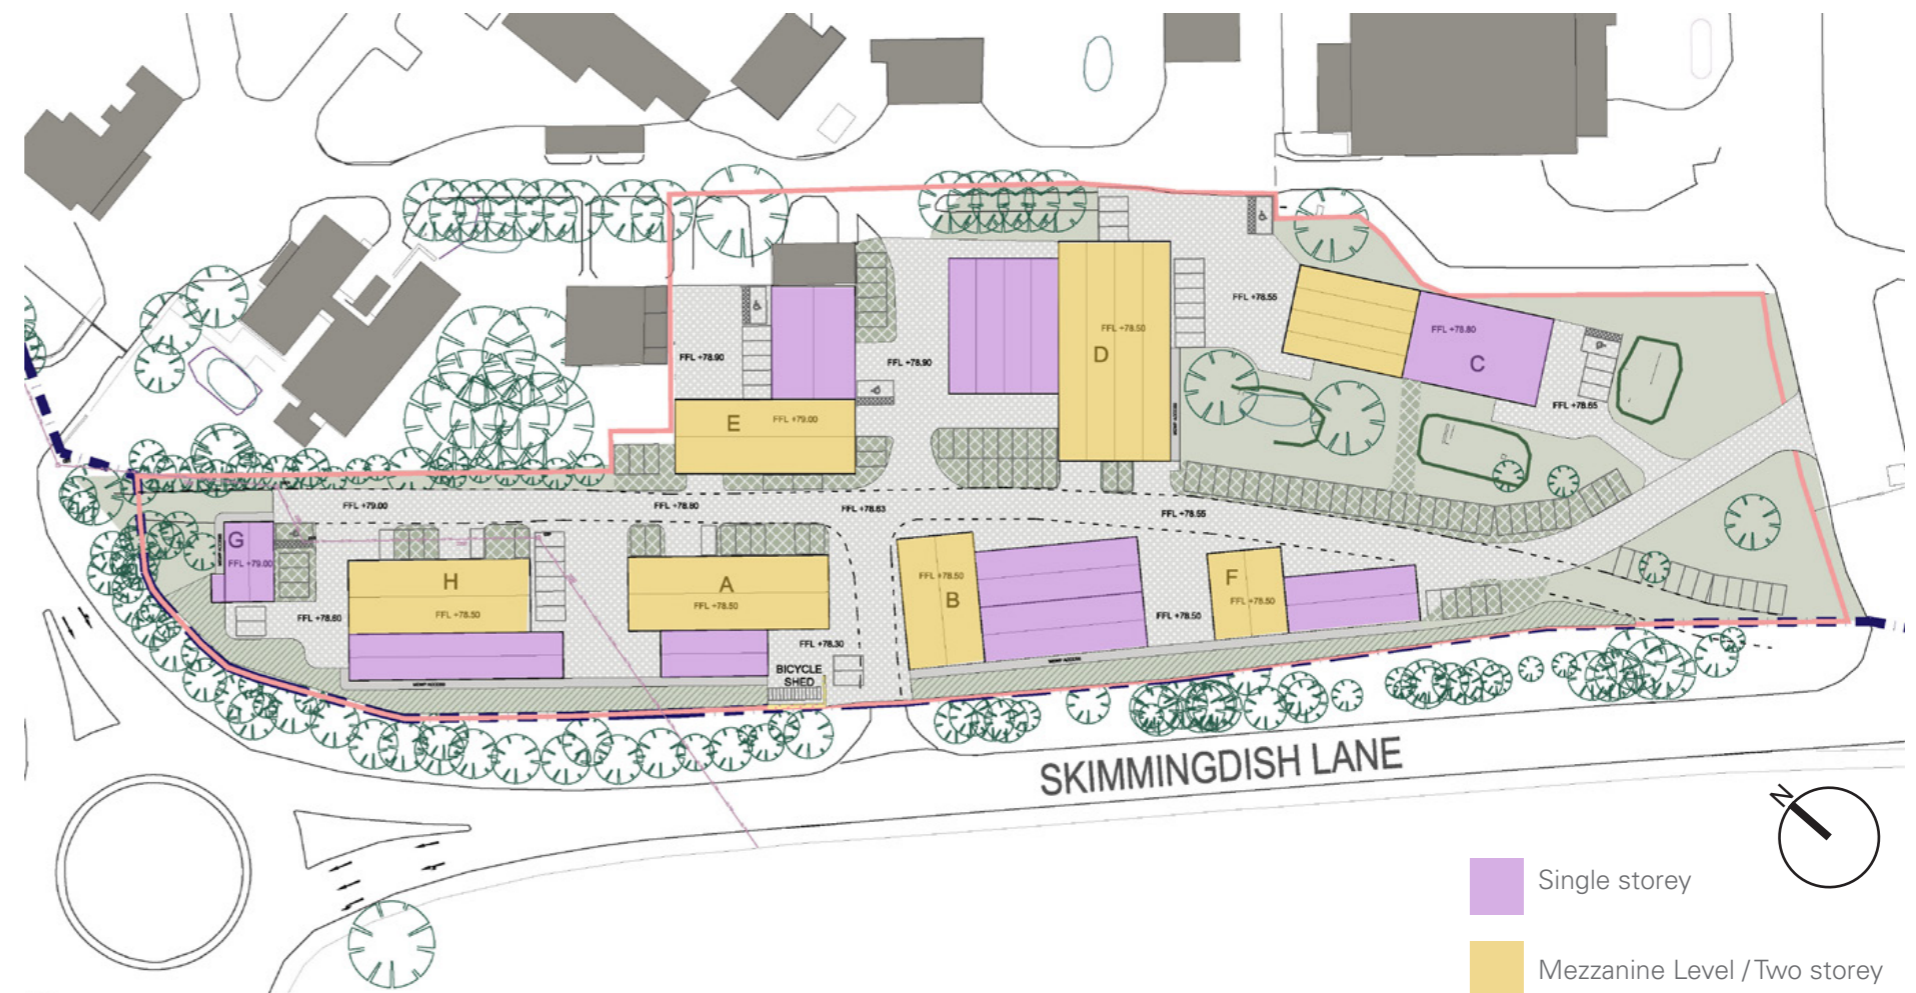 FFL +78.55
FFL +78.50
D
FFL +78.80
C
FFL +78.90
FFL +78.90
FFL +78.65
E
FFL +79.00
FFL +79.00
FFL +78.60
FFL +78.63
FFL +78.55
G
FFL +79.00
H
FFL +78.50
FFL +78.60
A
FFL +78.50
FFL +78.30
BICYCLE
SHED
FFL +78.50
B
FFL +78.50
F
FFL +78.50
SKIMMINGDISH LANE
N
Single storey
Mezzanine Level / Two storey